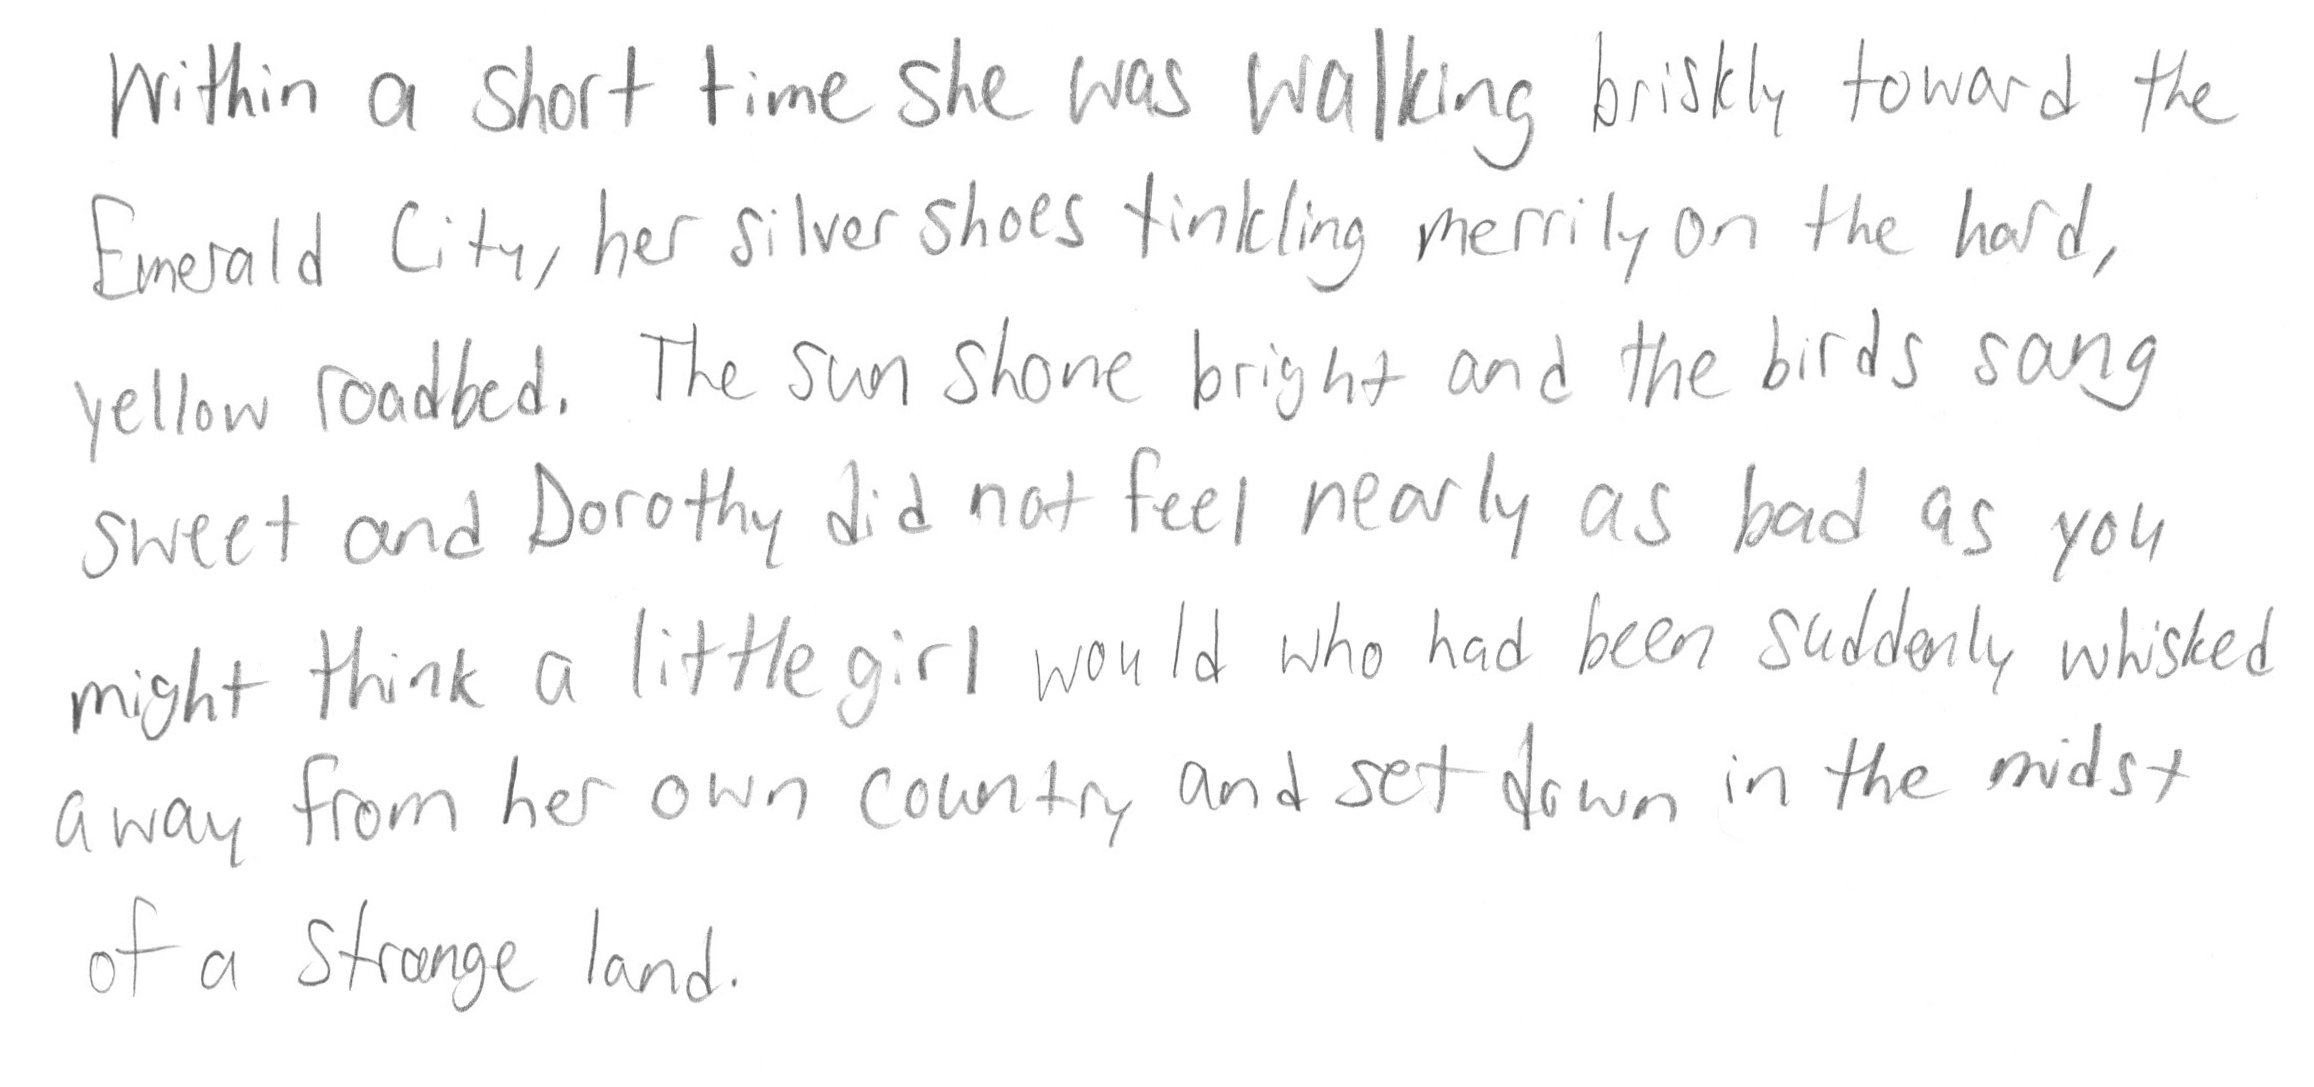 Within a short time she was walking briskly toward the
Emerald City, her silver shoes tinkling merrily on the hard,
yellow roadbed. The sun shone bright and the birds sang
sweet and Dorothy did not feel nearly as bad as you
might think a little girl would who had been suddenly whisked
away from her own country and set down in the midst
of a strange land.